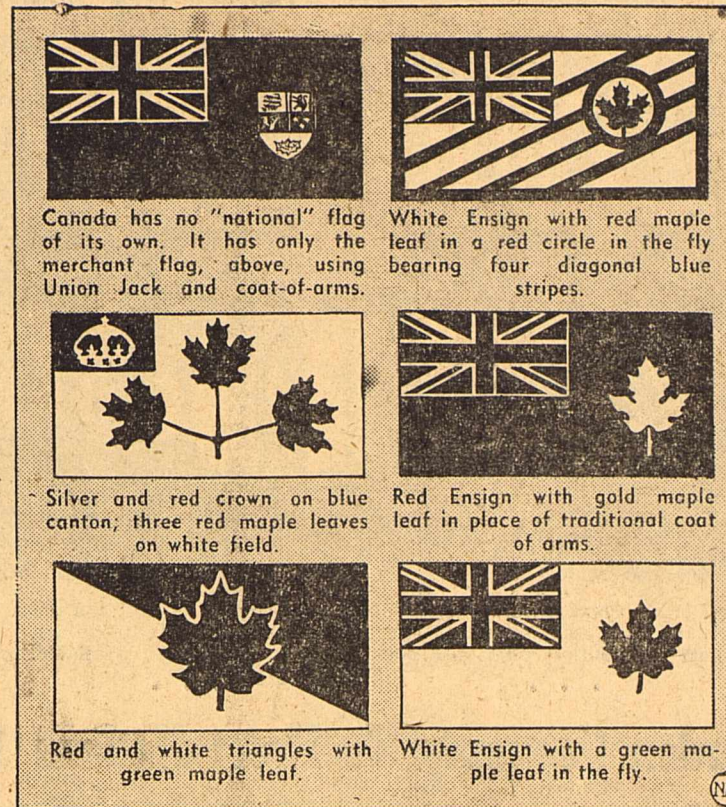 Canada has no "national" flag
of its own. It has only the
merchant flag, above, using
Union Jack and coat-of-arms.
White Ensign with red maple
leaf in a red circle in the fly
bearing four diagonal blue
stripes.
Silver and red crown on blue
canton; three red maple leaves
on white field.
Red Ensign with gold maple
leaf in place of traditional coat
of arms.
Red and white triangles with
green maple leaf.
White Ensign with a green ma-
ple leaf in the fly.